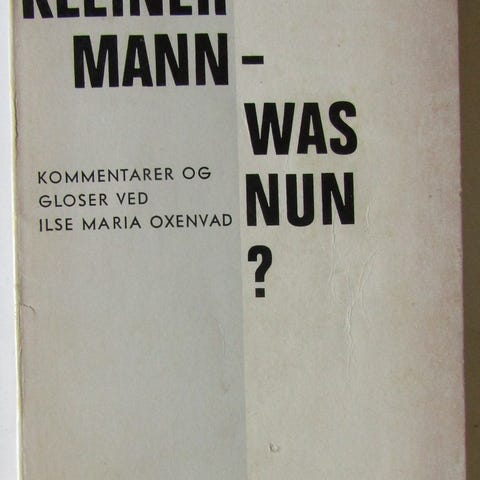 KLEINER
MANN-
WAS
NUN
?
KOMMENTARER OG
GLOSER VED
ILSE MARIA OXENVAD